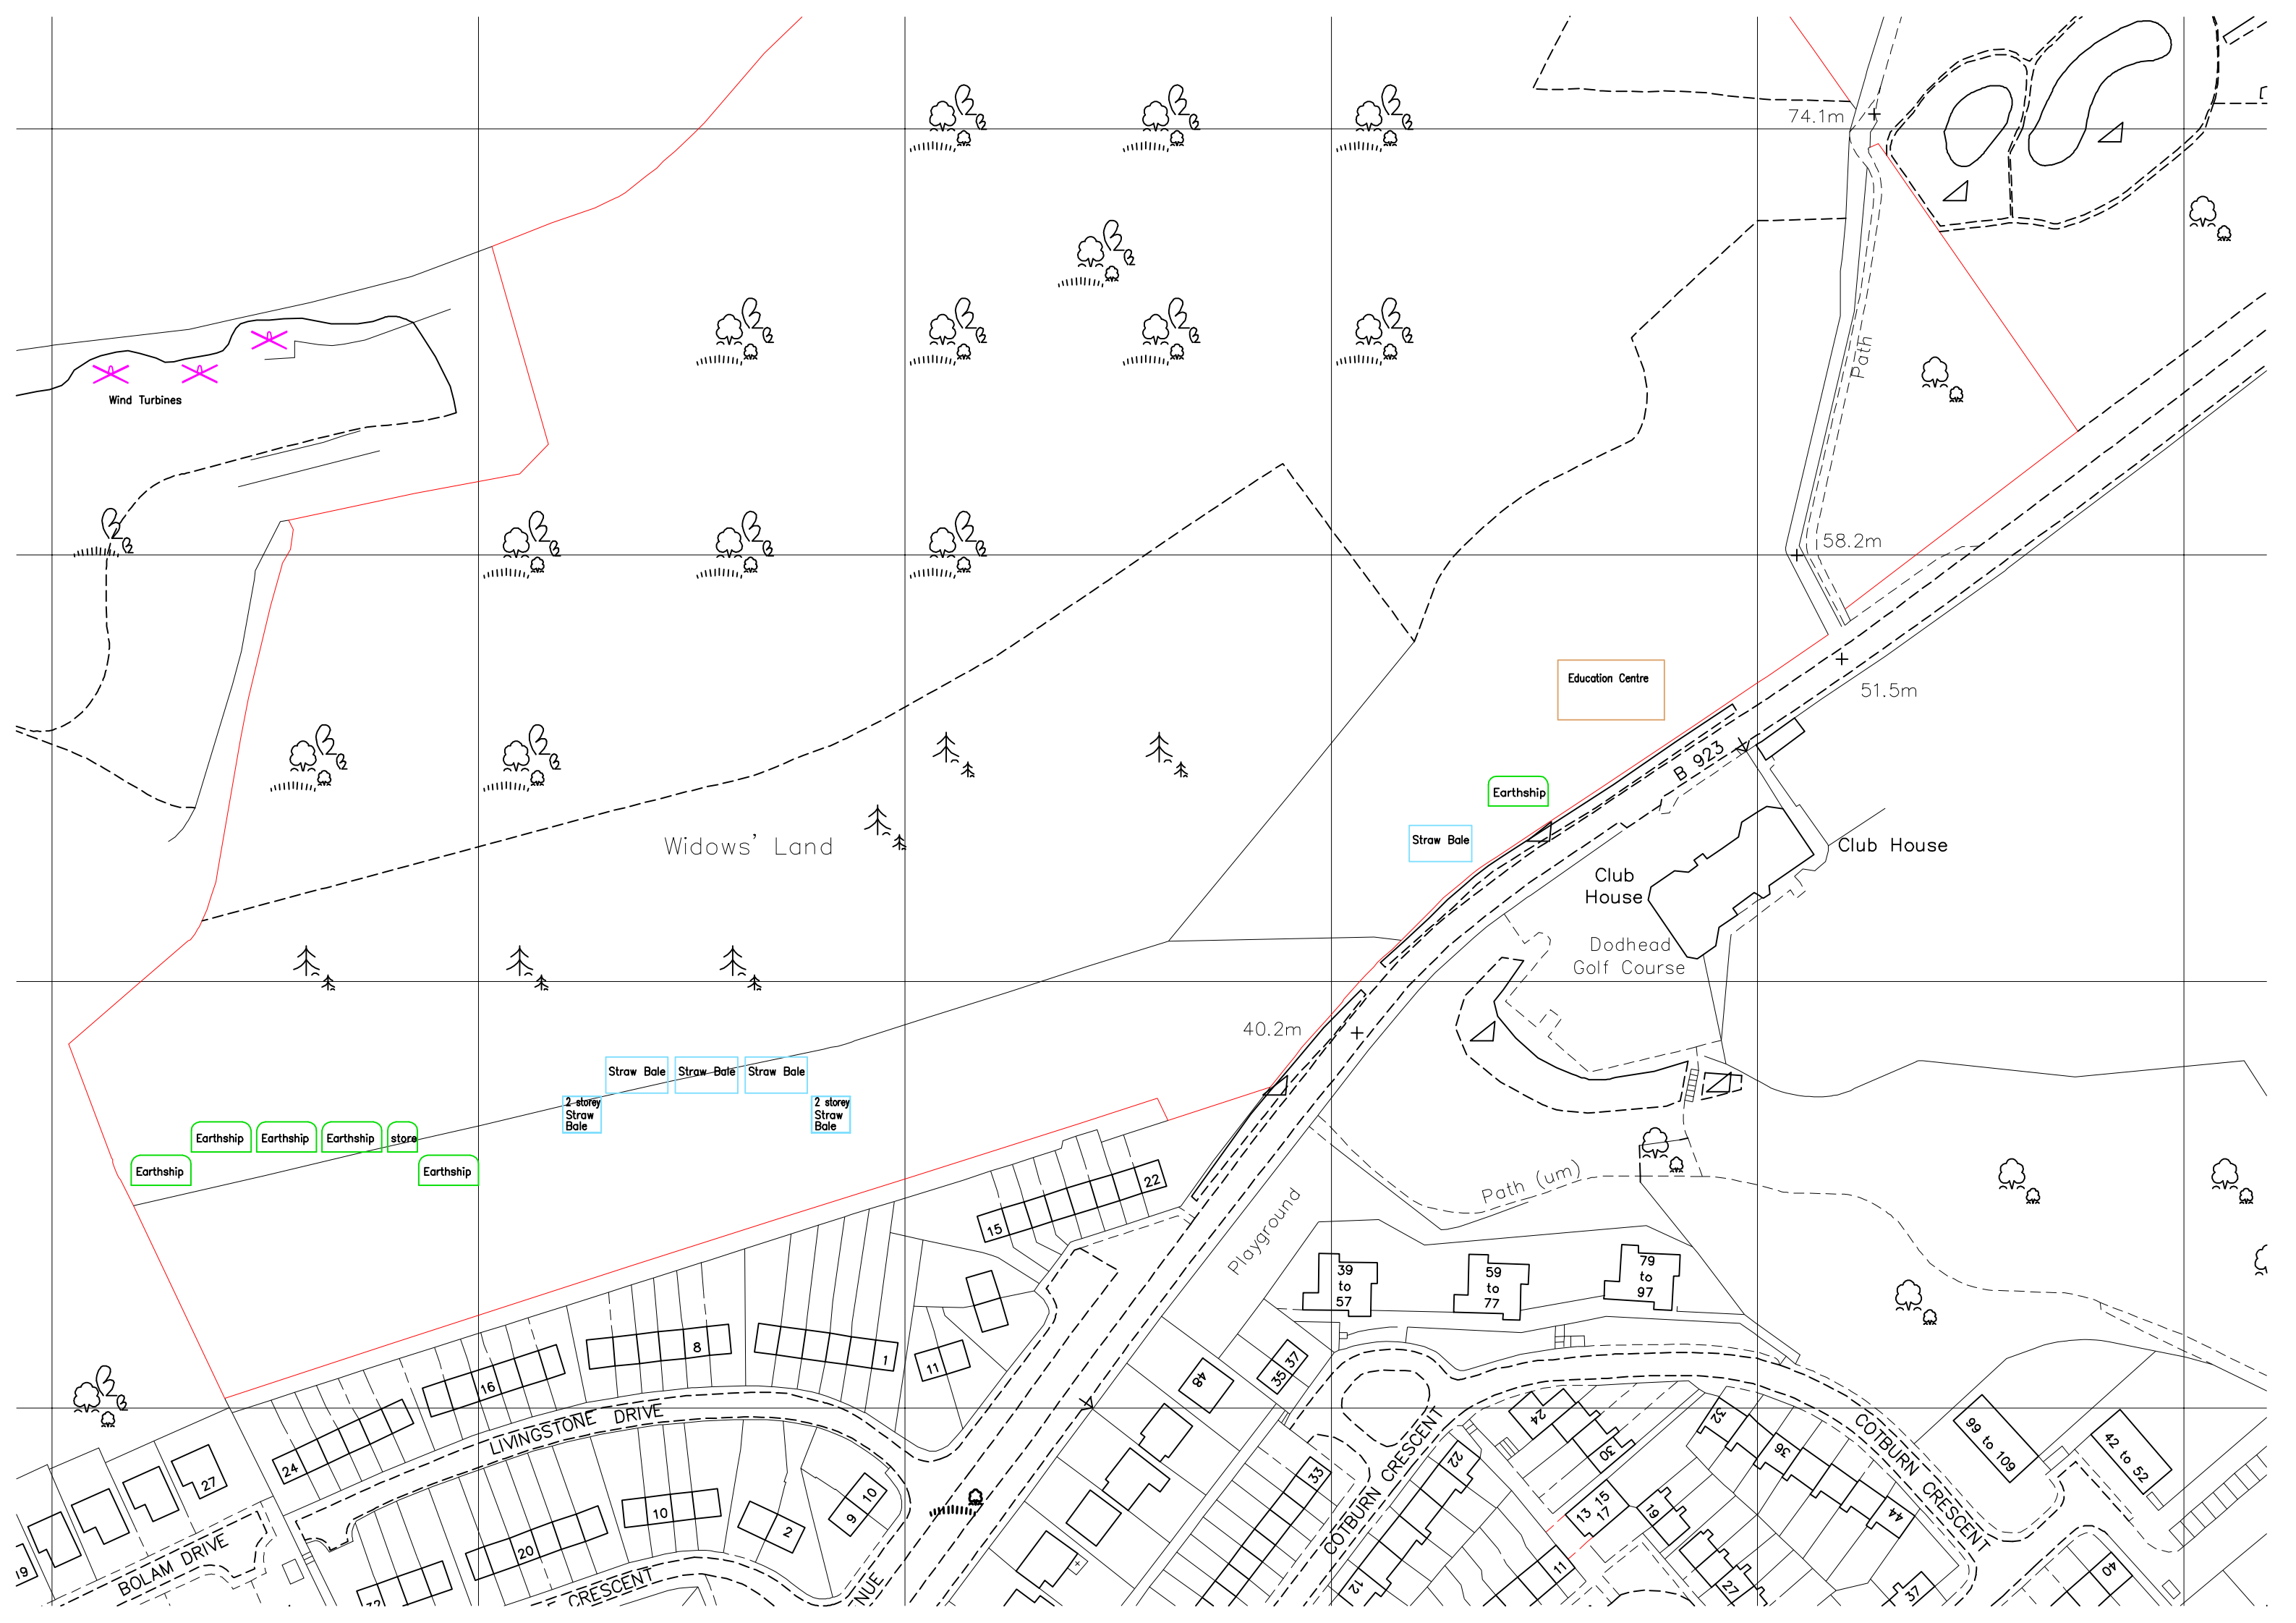 74.1m
Path
Wind Turbines
58.2m
Education Centre
51.5m
B 923
Earthship
Straw Bale
Widows' Land
Club House
Club
House
Dodhead
Golf Course
40.2m
Straw Bale
Straw Bale
Straw Bale
2 storey
Straw
Bale
2 storey
Straw
Bale
Earthship
Earthship
Earthship
store
Earthship
Earthship
22
15
Path (um)
Playground
39
to
57
59
to
77
79
to
97
8
1
11
16
24
27
LIVINGSTONE DRIVE
48
35 37
24
30
32
36
44
COTBURN CRESCENT
99 to 109
42 to 52
COTBURN CRESCENT
22
33
13 15
17
19
10
9
2
10
20
BOLAM DRIVE
19
CRESCENT
NUE
12
11
27
37
40